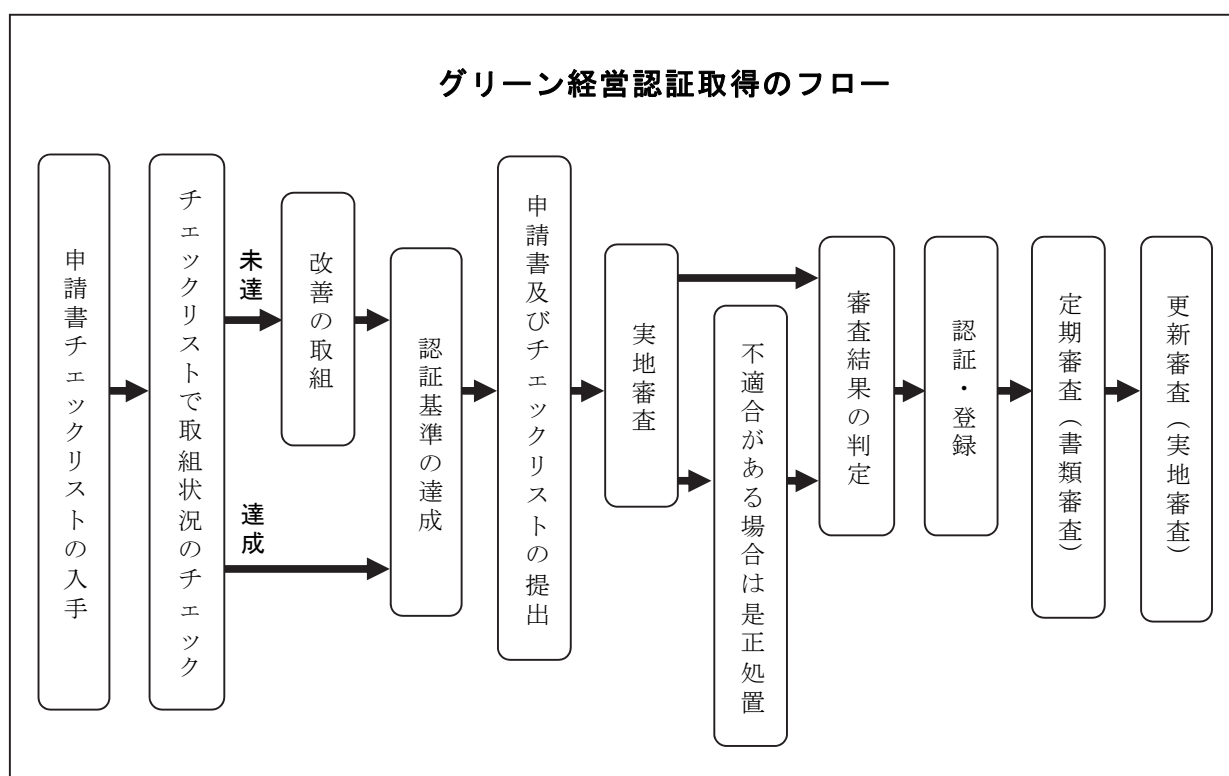 グリーン経営認証取得のフロー
申請書チェックリストの入手
チェックリストで取組状況のチェック
未達
達成
改善の取組
認証基準の達成
申請書及びチェックリストの提出
実地審査
不適合がある場合は是正処置
審査結果の判定
認証・登録
定期審査（書類審査）
更新審査（実地審査）